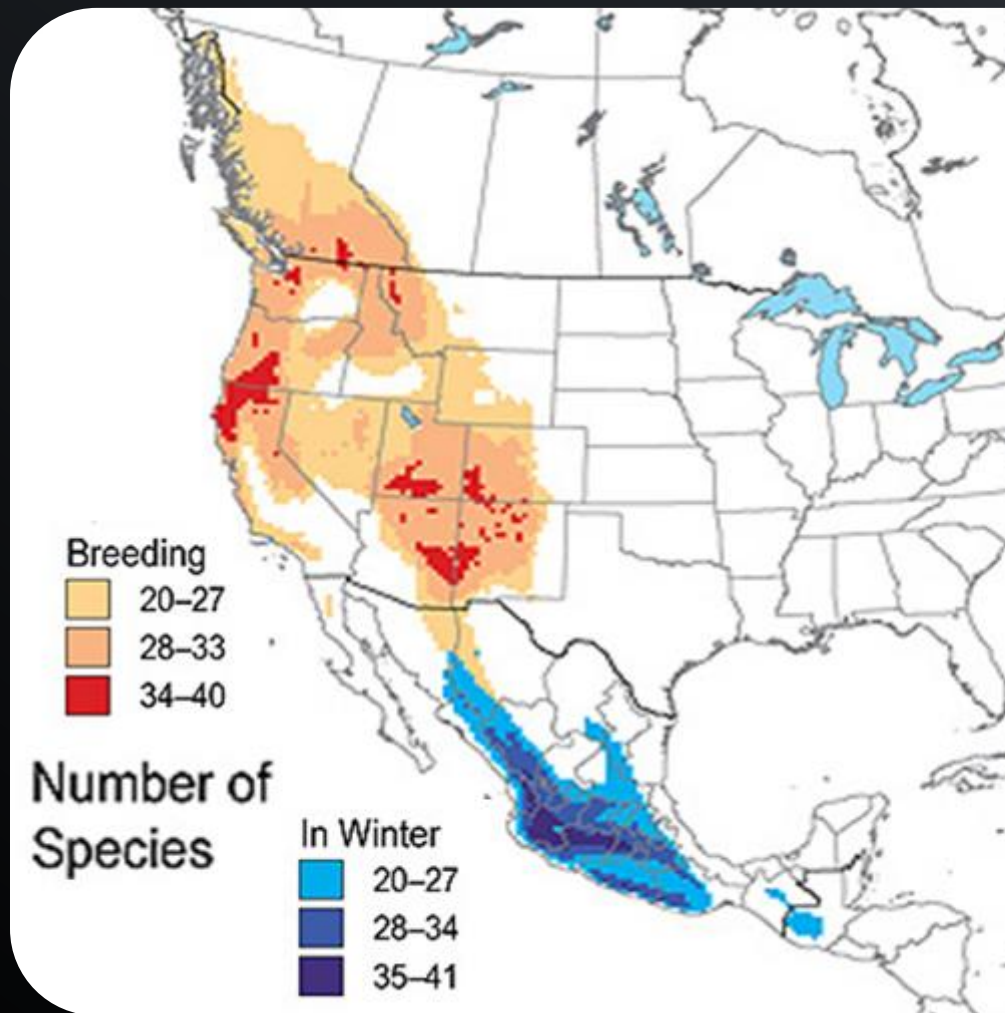 Breeding
20–27
28–33
34–40
Number of
Species
In Winter
20–27
28–34
35–41